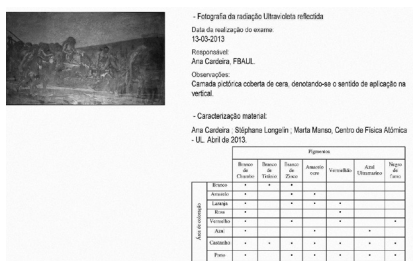 - Fotografia da radiação Ultravioleta reflectida
Data da realização do exame:
13-03-2013
Responsável:
Ana Cardeira, FBAUL.
Observações:
Camada pictórica coberta de cera, denotando-se o sentido de aplicação na
vertical.
- Caracterização material:
Ana Cardeira ; Stéphane Longelin ; Marta Manso, Centro de Física Atómica
- UL. Abril de 2013.
Pigmentos
Branco de Chumbo Branco de Titânio Branco de Zinco Amarelo ocre Vermelhão Azul Ultramarino Negro de
Área de coloração
Branco • • •
Amarelo • • •
Laranja • • • •
Rosa • •
Vermelho • • • •
Azul • • •
Castanho • • • • • • •
Preto • • • • • •